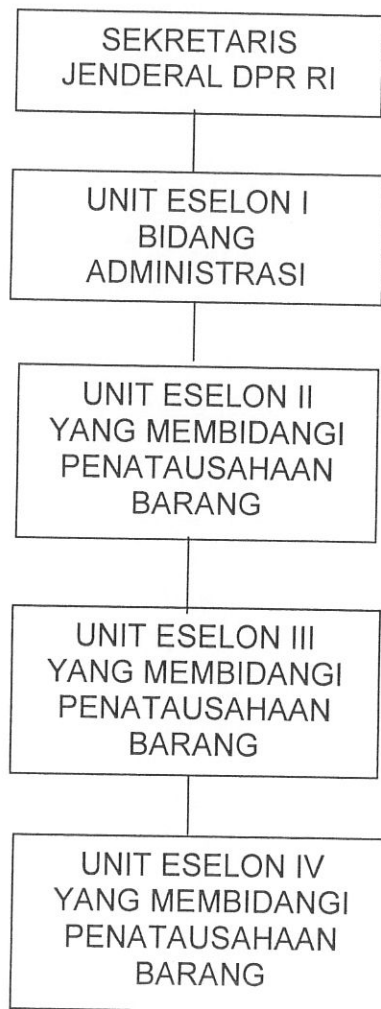 SEKRETARIS
JENDERAL DPR RI
UNIT ESELON I
BIDANG
ADMINISTRASI
UNIT ESELON II
YANG MEMBIDANGI
PENATAUSAHAAN
BARANG
UNIT ESELON III
YANG MEMBIDANGI
PENATAUSAHAAN
BARANG
UNIT ESELON IV
YANG MEMBIDANGI
PENATAUSAHAAN
BARANG